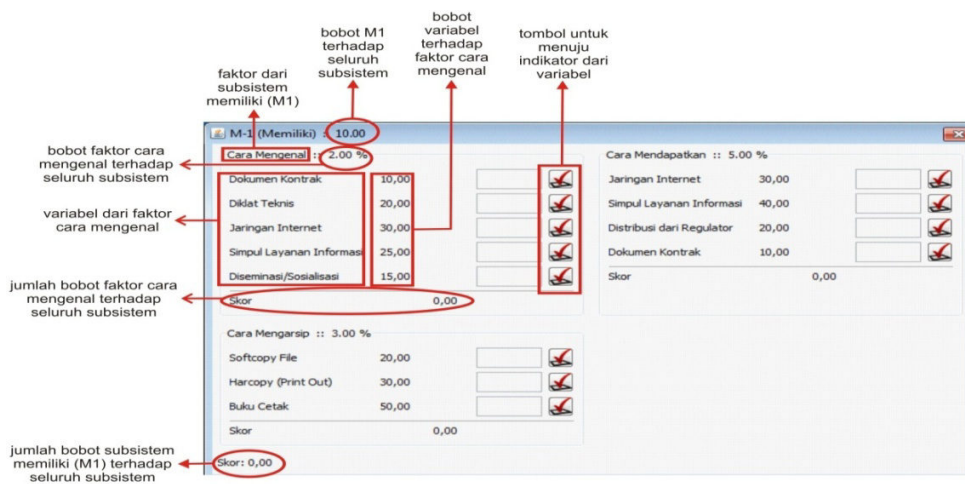 bobot M1
terhadap
seluruh
subsistem
bobot
variabel
terhadap
faktor cara
mengenal
tombol untuk
menuju
indikator dari
variabel
faktor dari
subsistem
memiliki (M1)
M-1 (Memiliki) : 10.00
bobot faktor cara
mengenal terhadap
seluruh subsistem
Cara Mengenal :: 2.00 %
Dokumen Kontrak 10,00
Diklat Teknis 20,00
variabel dari faktor
cara mengenal
Jaringan Internet 30,00
Simpul Layanan Informasi 25,00
Diseminasi/Sosialisasi 15,00
jumlah bobot faktor cara
mengenal terhadap
seluruh subsistem
Skor 0,00
Cara Mendapatkan :: 5.00 %
Jaringan Internet 30,00
Simpul Layanan Informasi 40,00
Distribusi dari Regulator 20,00
Dokumen Kontrak 10,00
Skor 0,00
Cara Mengarsip :: 3.00 %
Softcopy File 20,00
Harcopy (Print Out) 30,00
Buku Cetak 50,00
Skor 0,00
jumlah bobot subsistem
memiliki (M1) terhadap
seluruh subsistem
Skor: 0,00